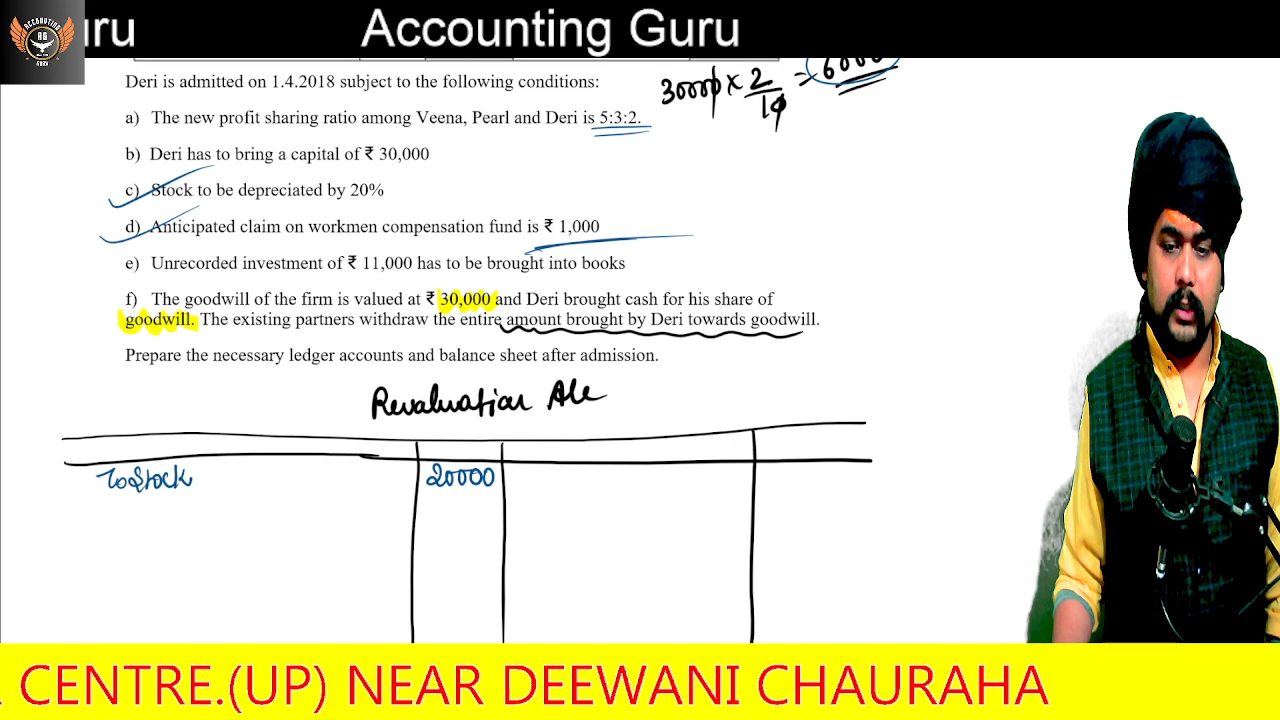 uru Accounting Guru
ACCOUNTING
AG
GURU
Deri is admitted on 1.4.2018 subject to the following conditions:
30000 x 2/10 = 6000
a) The new profit sharing ratio among Veena, Pearl and Deri is 5:3:2.
b) Deri has to bring a capital of ₹ 30,000
c) Stock to be depreciated by 20%
d) Anticipated claim on workmen compensation fund is ₹ 1,000
e) Unrecorded investment of ₹ 11,000 has to be brought into books
f) The goodwill of the firm is valued at ₹ 30,000 and Deri brought cash for his share of
goodwill. The existing partners withdraw the entire amount brought by Deri towards goodwill.
Prepare the necessary ledger accounts and balance sheet after admission.
Revaluation A/c
To Stock 20000
CENTRE.(UP) NEAR DEEWANI CHAURAHA